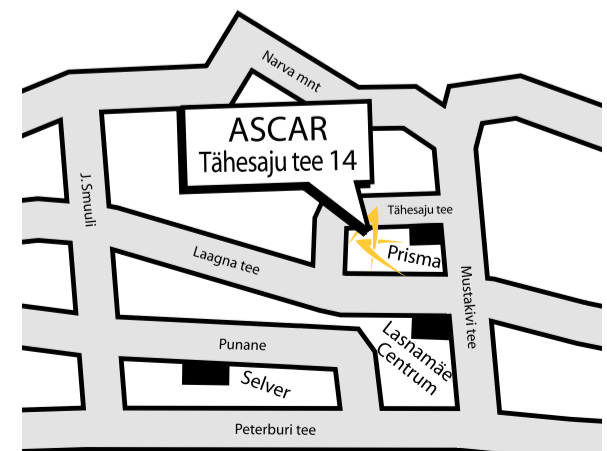 Narva mnt
ASCAR
Tähesaju tee 14
J.Smuuli
Tähesaju tee
Prisma
Laagna tee
Mustakivi tee
Lasnamäe
Centrum
Punane
Selver
Peterburi tee